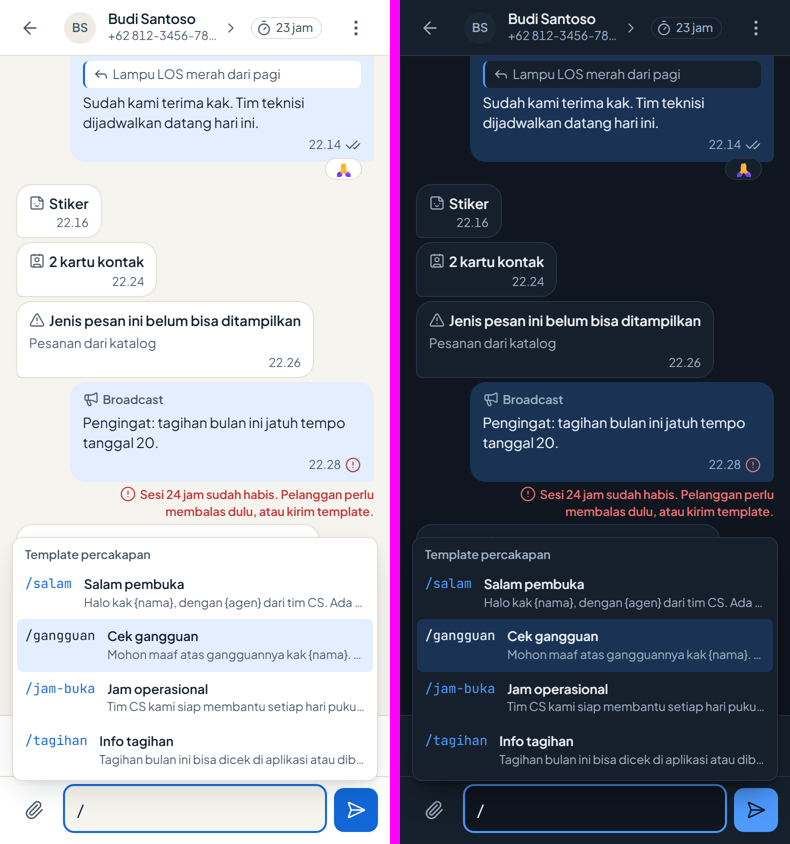 BS
Budi Santoso
+62 812-3456-78...
23 jam
Lampu LOS merah dari pagi
Sudah kami terima kak. Tim teknisi
dijadwalkan datang hari ini.
22.14
Stiker
22.16
2 kartu kontak
22.24
Jenis pesan ini belum bisa ditampilkan
Pesanan dari katalog
22.26
Broadcast
Pengingat: tagihan bulan ini jatuh tempo
tanggal 20.
22.28
Sesi 24 jam sudah habis. Pelanggan perlu
membalas dulu, atau kirim template.
Template percakapan
/salam Salam pembuka
Halo kak {nama}, dengan {agen} dari tim CS. Ada ...
/gangguan Cek gangguan
Mohon maaf atas gangguannya kak {nama}. ...
/jam-buka Jam operasional
Tim CS kami siap membantu setiap hari puku...
/tagihan Info tagihan
Tagihan bulan ini bisa dicek di aplikasi atau dib...
/
BS
Budi Santoso
+62 812-3456-78...
23 jam
Lampu LOS merah dari pagi
Sudah kami terima kak. Tim teknisi
dijadwalkan datang hari ini.
22.14
Stiker
22.16
2 kartu kontak
22.24
Jenis pesan ini belum bisa ditampilkan
Pesanan dari katalog
22.26
Broadcast
Pengingat: tagihan bulan ini jatuh tempo
tanggal 20.
22.28
Sesi 24 jam sudah habis. Pelanggan perlu
membalas dulu, atau kirim template.
Template percakapan
/salam Salam pembuka
Halo kak {nama}, dengan {agen} dari tim CS. Ada ...
/gangguan Cek gangguan
Mohon maaf atas gangguannya kak {nama}. ...
/jam-buka Jam operasional
Tim CS kami siap membantu setiap hari puku...
/tagihan Info tagihan
Tagihan bulan ini bisa dicek di aplikasi atau dib...
/